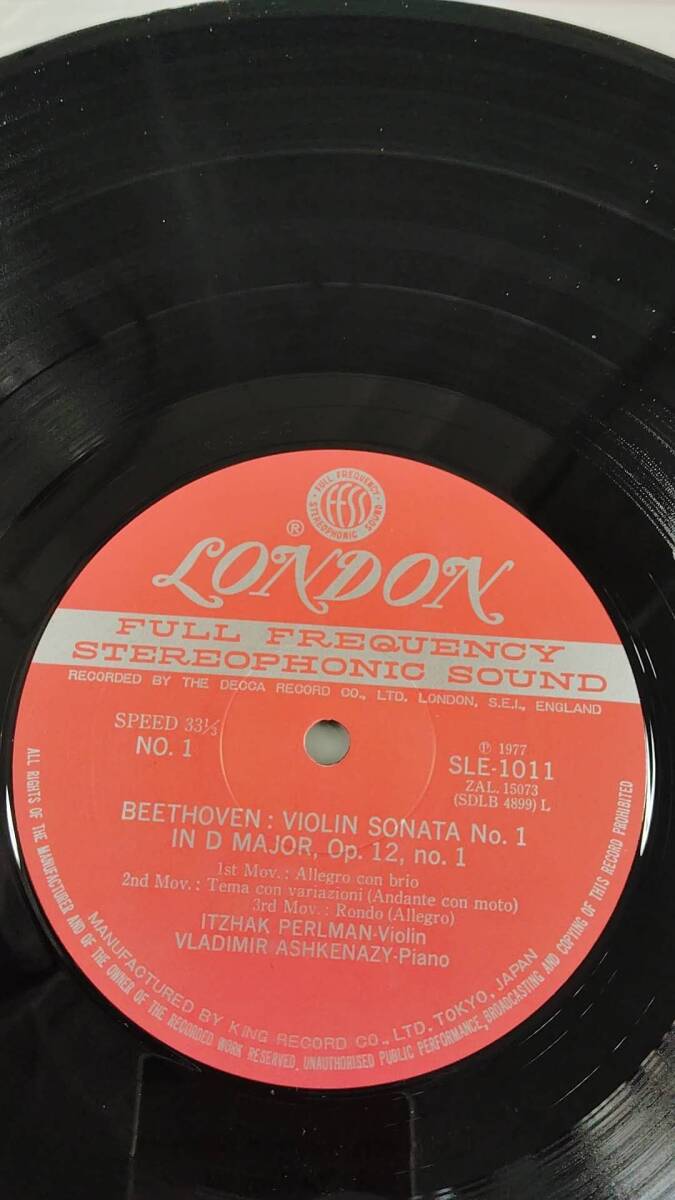 FULL FREQUENCY
FFSS
STEREOPHONIC SOUND
®
LONDON
FULL FREQUENCY
STEREOPHONIC SOUND
RECORDED BY THE DECCA RECORD CO., LTD. LONDON, S.E.I., ENGLAND
SPEED 33⅓
NO. 1
℗ 1977
SLE-1011
ZAL. 15073
(SDLB 4899) L
BEETHOVEN: VIOLIN SONATA No. 1
IN D MAJOR, Op. 12, no. 1
1st Mov.: Allegro con brio
2nd Mov.: Tema con variazioni (Andante con moto)
3rd Mov.: Rondo (Allegro)
ITZHAK PERLMAN-Violin
VLADIMIR ASHKENAZY-Piano
MANUFACTURED BY KING RECORD CO., LTD. TOKYO, JAPAN
ALL RIGHTS OF THE MANUFACTURER AND OF THE OWNER OF THE RECORDED WORK RESERVED. UNAUTHORISED PUBLIC PERFORMANCE, BROADCASTING AND COPYING OF THIS RECORD PROHIBITED